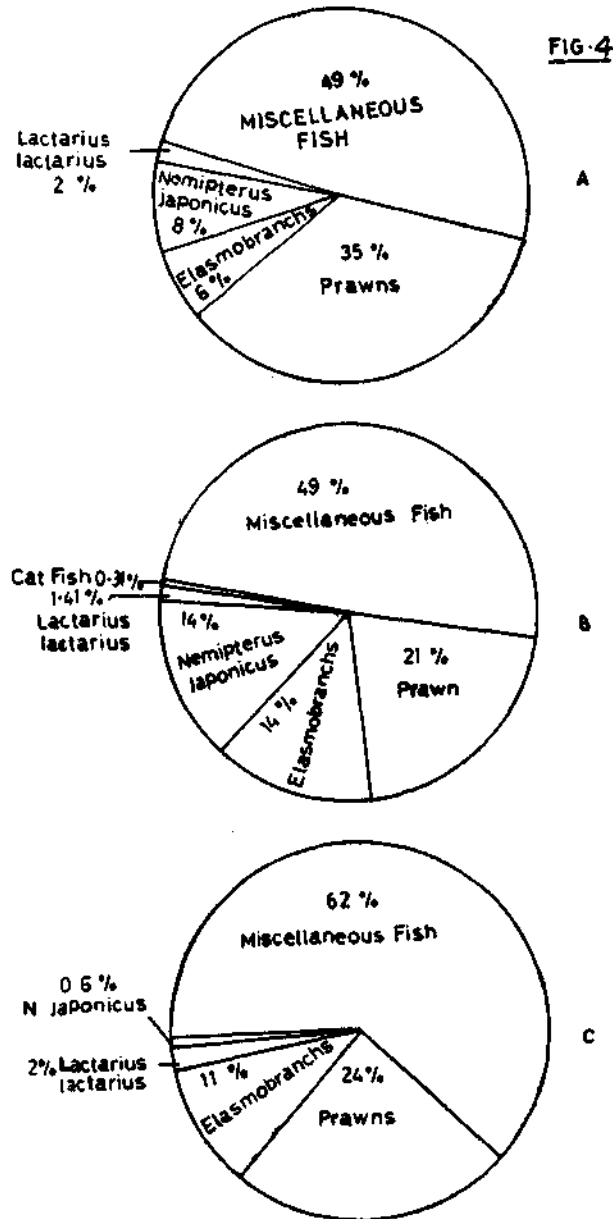 FIG.4
49 %
MISCELLANEOUS
FISH
Lactarius
lactarius
2 %
Nomipterus
japonicus
8 %
Elasmobranchs
6 %
35 %
Prawns
A
49 %
Miscellaneous Fish
Cat Fish 0.31%
1.41 %
Lactarius
lactarius
14 %
Nemipterus
japonicus
14 %
Elasmobranchs
21 %
Prawn
B
62 %
Miscellaneous Fish
0 6 %
N japonicus
2% Lactarius
lactarius
11 %
Elasmobranchs
24%
Prawns
C